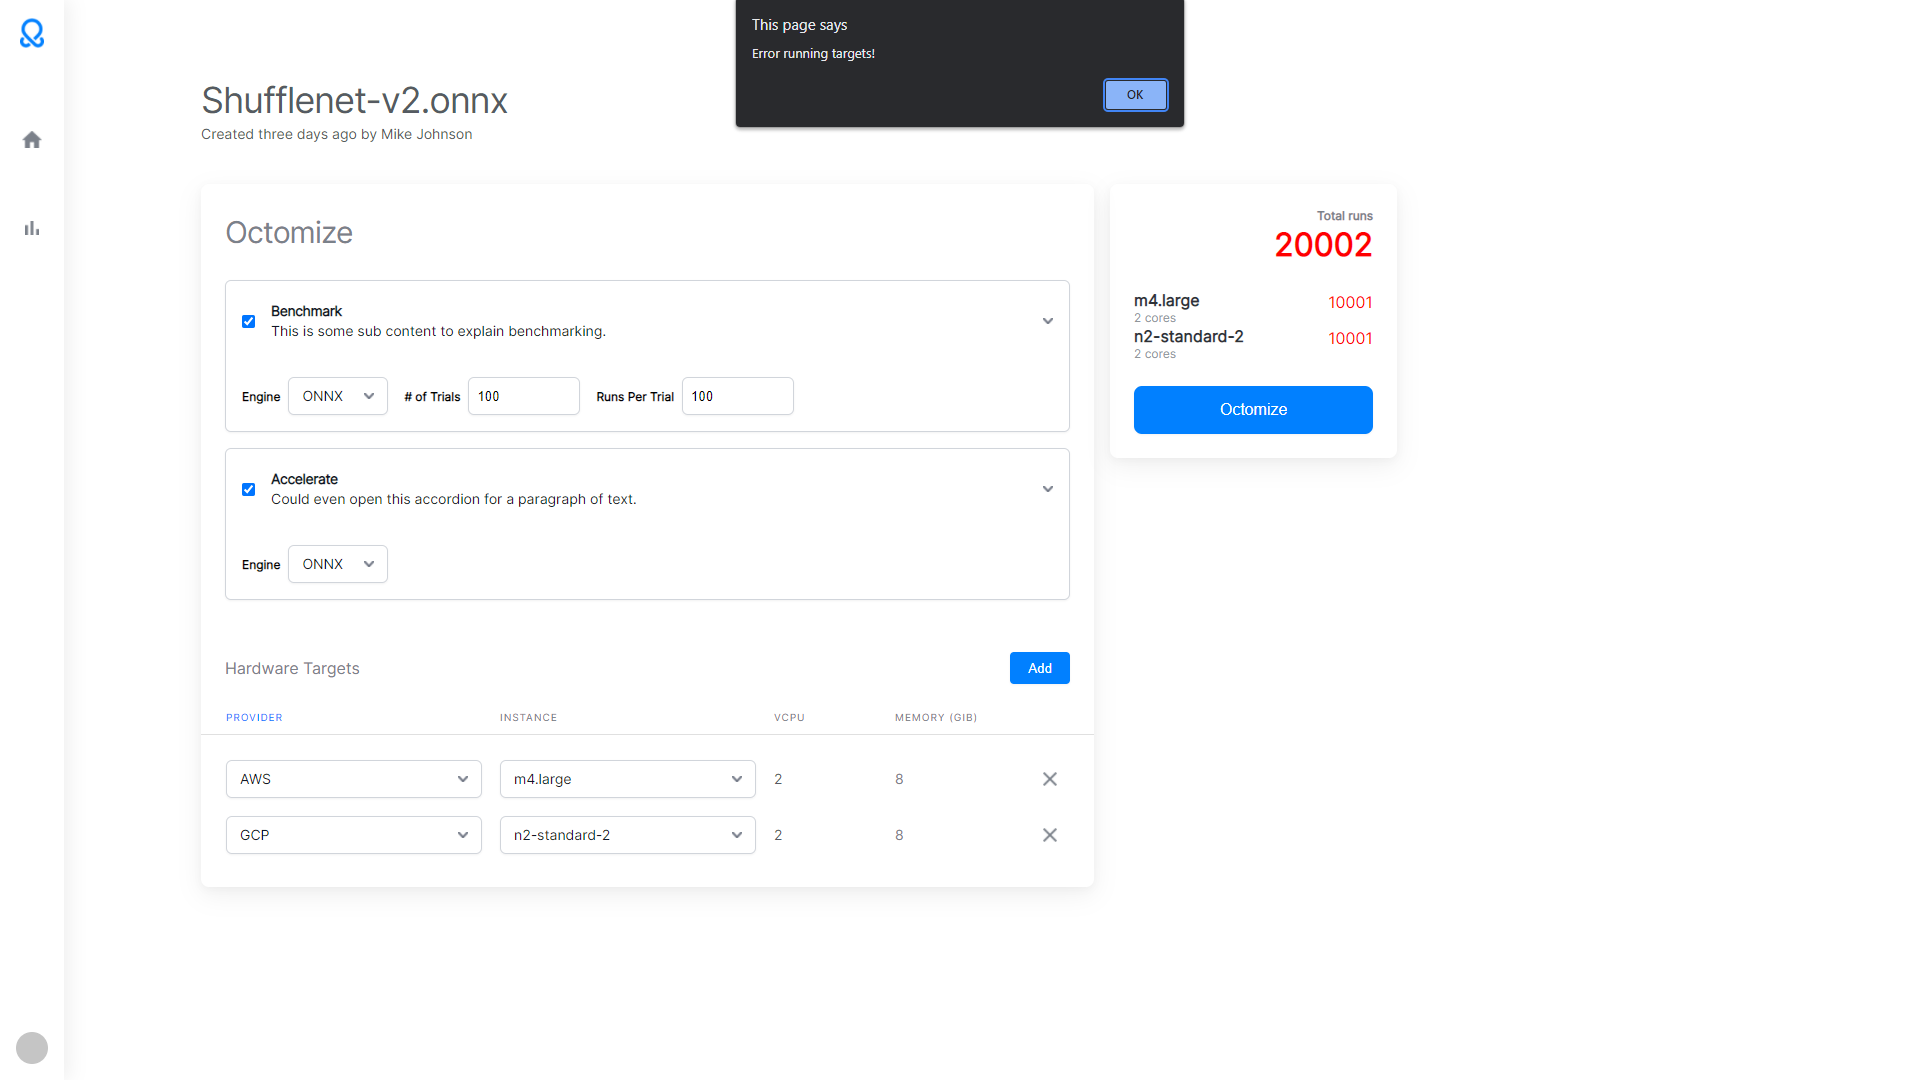 This page says
Error running targets!
OK
Shufflenet-v2.onnx
Created three days ago by Mike Johnson
Octomize
Benchmark
This is some sub content to explain benchmarking.
Engine ONNX # of Trials 100 Runs Per Trial 100
Accelerate
Could even open this accordion for a paragraph of text.
Engine ONNX
Hardware Targets Add
PROVIDER INSTANCE VCPU MEMORY (GIB)
AWS m4.large 2 8
GCP n2-standard-2 2 8
Total runs
20002
m4.large 10001
2 cores
n2-standard-2 10001
2 cores
Octomize